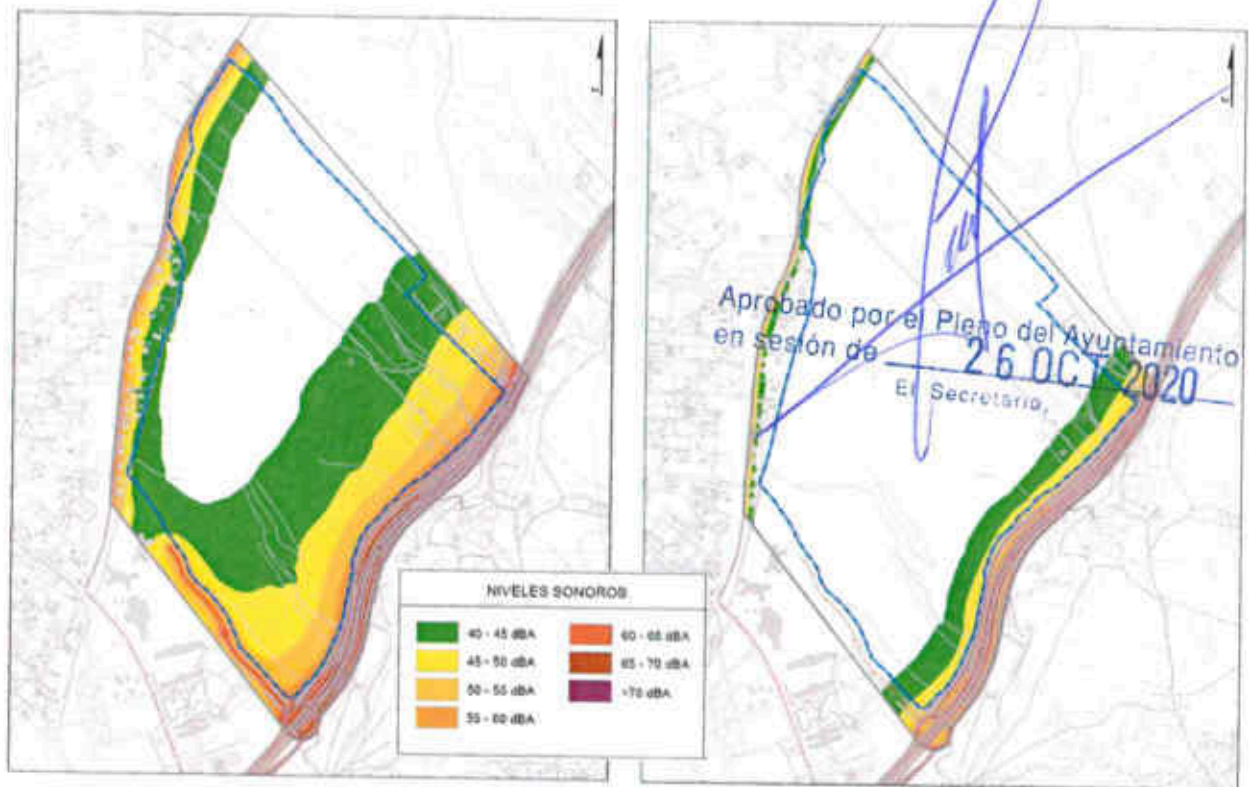 Aprobado por el Pleno del Ayuntamiento
en sesión de 26 OCT 2020
El Secretario,
NIVELES SONOROS
40 - 45 dBA
45 - 50 dBA
50 - 55 dBA
55 - 60 dBA
60 - 65 dBA
65 - 70 dBA
>70 dBA